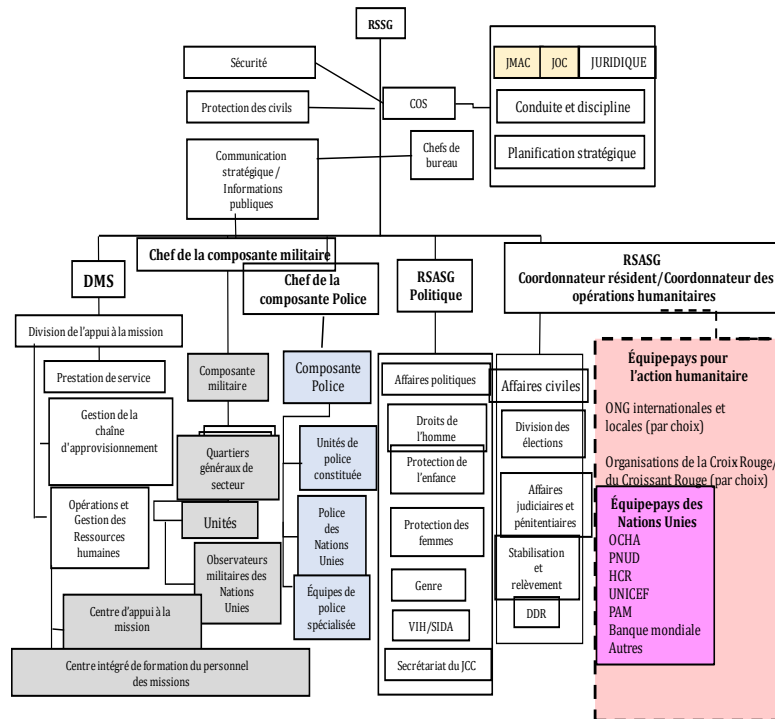 RSSG
Sécurité
JMAC
JOC
JURIDIQUE
Protection des civils
COS
Conduite et discipline
Communication
stratégique /
Informations
publiques
Chefs de
bureau
Planification stratégique
Chef de la composante militaire
DMS
Chef de la
composante Police
RSASG
Politique
RSASG
Coordonnateur résident/Coordonnateur des
opérations humanitaires
Division de l'appui à la mission
Prestation de service
Gestion de la
chaîne
d'approvisionnement
Opérations et
Gestion des
Ressources
humaines
Centre d'appui à la
mission
Centre intégré de formation du personnel
des missions
Composante
militaire
Quartiers
généraux de
secteur
Unités
Observateurs
militaires des
Nations
Unies
Composante
Police
Unités de
police
constituée
Police
des
Nations
Unies
Équipes de
police
spécialisée
Affaires politiques
Droits de
l'homme
Protection de
l'enfance
Protection des
femmes
Genre
VIH/SIDA
Secrétariat du JCC
Affaires civiles
Division des
élections
Affaires
judiciaires et
pénitentiaires
Stabilisation
et
relèvement
DDR
Équipe-pays pour
l'action humanitaire
ONG internationales et
locales (par choix)
Organisations de la Croix Rouge/
du Croissant Rouge (par choix)
Équipe-pays des
Nations Unies
OCHA
PNUD
HCR
UNICEF
PAM
Banque mondiale
Autres